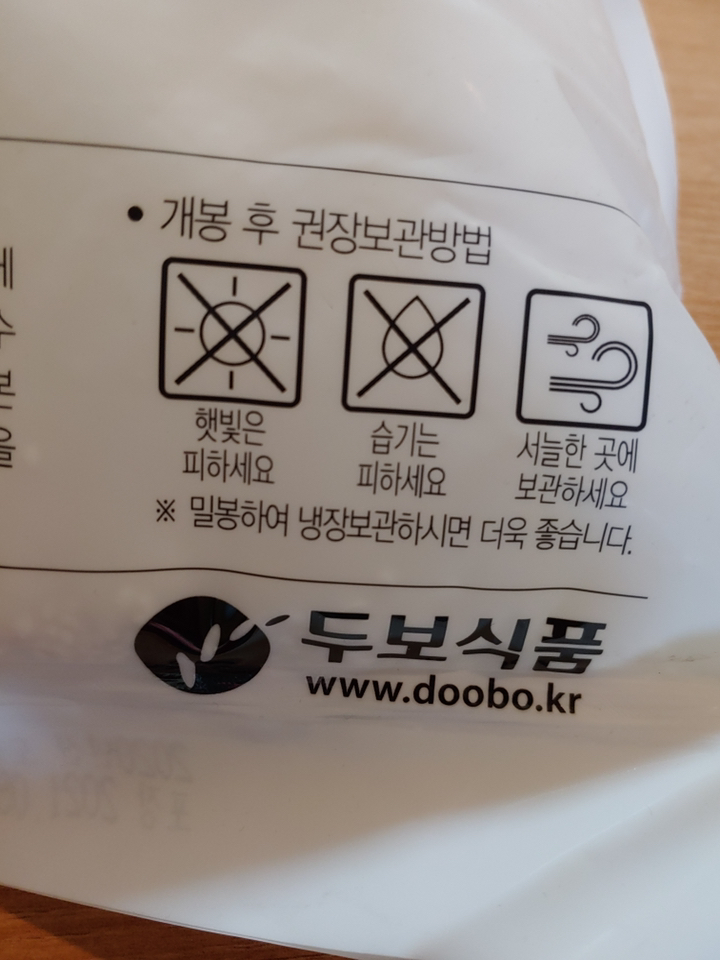 • 개봉 후 권장보관방법
햇빛은
피하세요
습기는
피하세요
서늘한 곳에
보관하세요
※ 밀봉하여 냉장보관하시면 더욱 좋습니다.
두보식품
www.doobo.kr